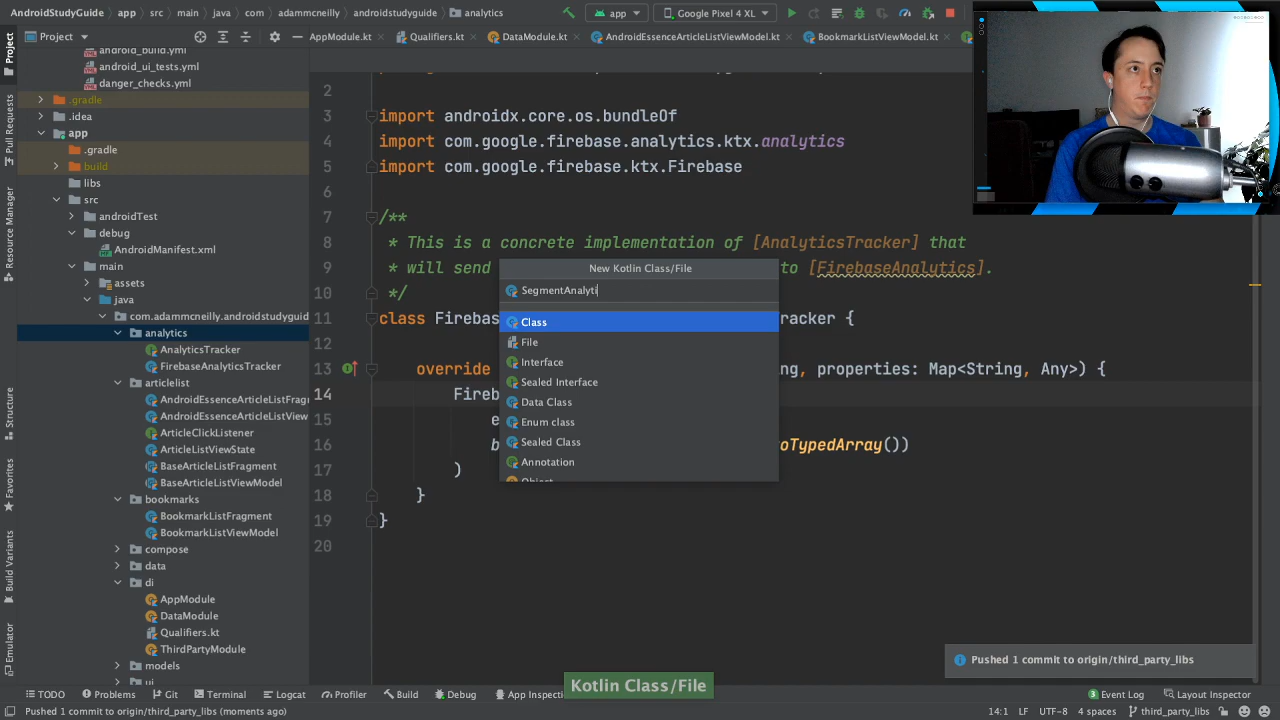 AndroidStudyGuide › app › src › main › java › com › adammcneilly › androidstudyguide › analytics
app
Google Pixel 4 XL
Project
AppModule.kt
Qualifiers.kt
DataModule.kt
AndroidEssenceArticleListViewModel.kt
BookmarkListViewModel.kt
Project
Pull Requests
Resource Manager
Structure
Favorites
Build Variants
Emulator
android_build.yml
android_ui_tests.yml
danger_checks.yml
.gradle
.idea
app
.gradle
build
libs
src
androidTest
debug
AndroidManifest.xml
main
assets
java
com.adammcneilly.androidstudyguid
analytics
AnalyticsTracker
FirebaseAnalyticsTracker
articlelist
AndroidEssenceArticleListFragm
AndroidEssenceArticleListView
ArticleClickListener
ArticleListViewState
BaseArticleListFragment
BaseArticleListViewModel
bookmarks
BookmarkListFragment
BookmarkListViewModel
compose
data
di
AppModule
DataModule
Qualifiers.kt
ThirdPartyModule
models
ui
2
3 import androidx.core.os.bundleOf
4 import com.google.firebase.analytics.ktx.analytics
5 import com.google.firebase.ktx.Firebase
6
7 /**
8 * This is a concrete implementation of [AnalyticsTracker] that
9 * will send to [FirebaseAnalytics].
10 */
11 class Firebas racker {
12
13 override ng, properties: Map<String, Any>) {
14 Fireb
15 e
16 b oTypedArray())
17 )
18 }
19 }
20
New Kotlin Class/File
SegmentAnalyti
Class
File
Interface
Sealed Interface
Data Class
Enum class
Sealed Class
Annotation
Object
Pushed 1 commit to origin/third_party_libs
Kotlin Class/File
TODO
Problems
Git
Terminal
Logcat
Profiler
Build
Debug
App Inspecti
3 Event Log
Layout Inspector
Pushed 1 commit to origin/third_party_libs (moments ago)
14:1
LF
UTF-8
4 spaces
third_party_libs